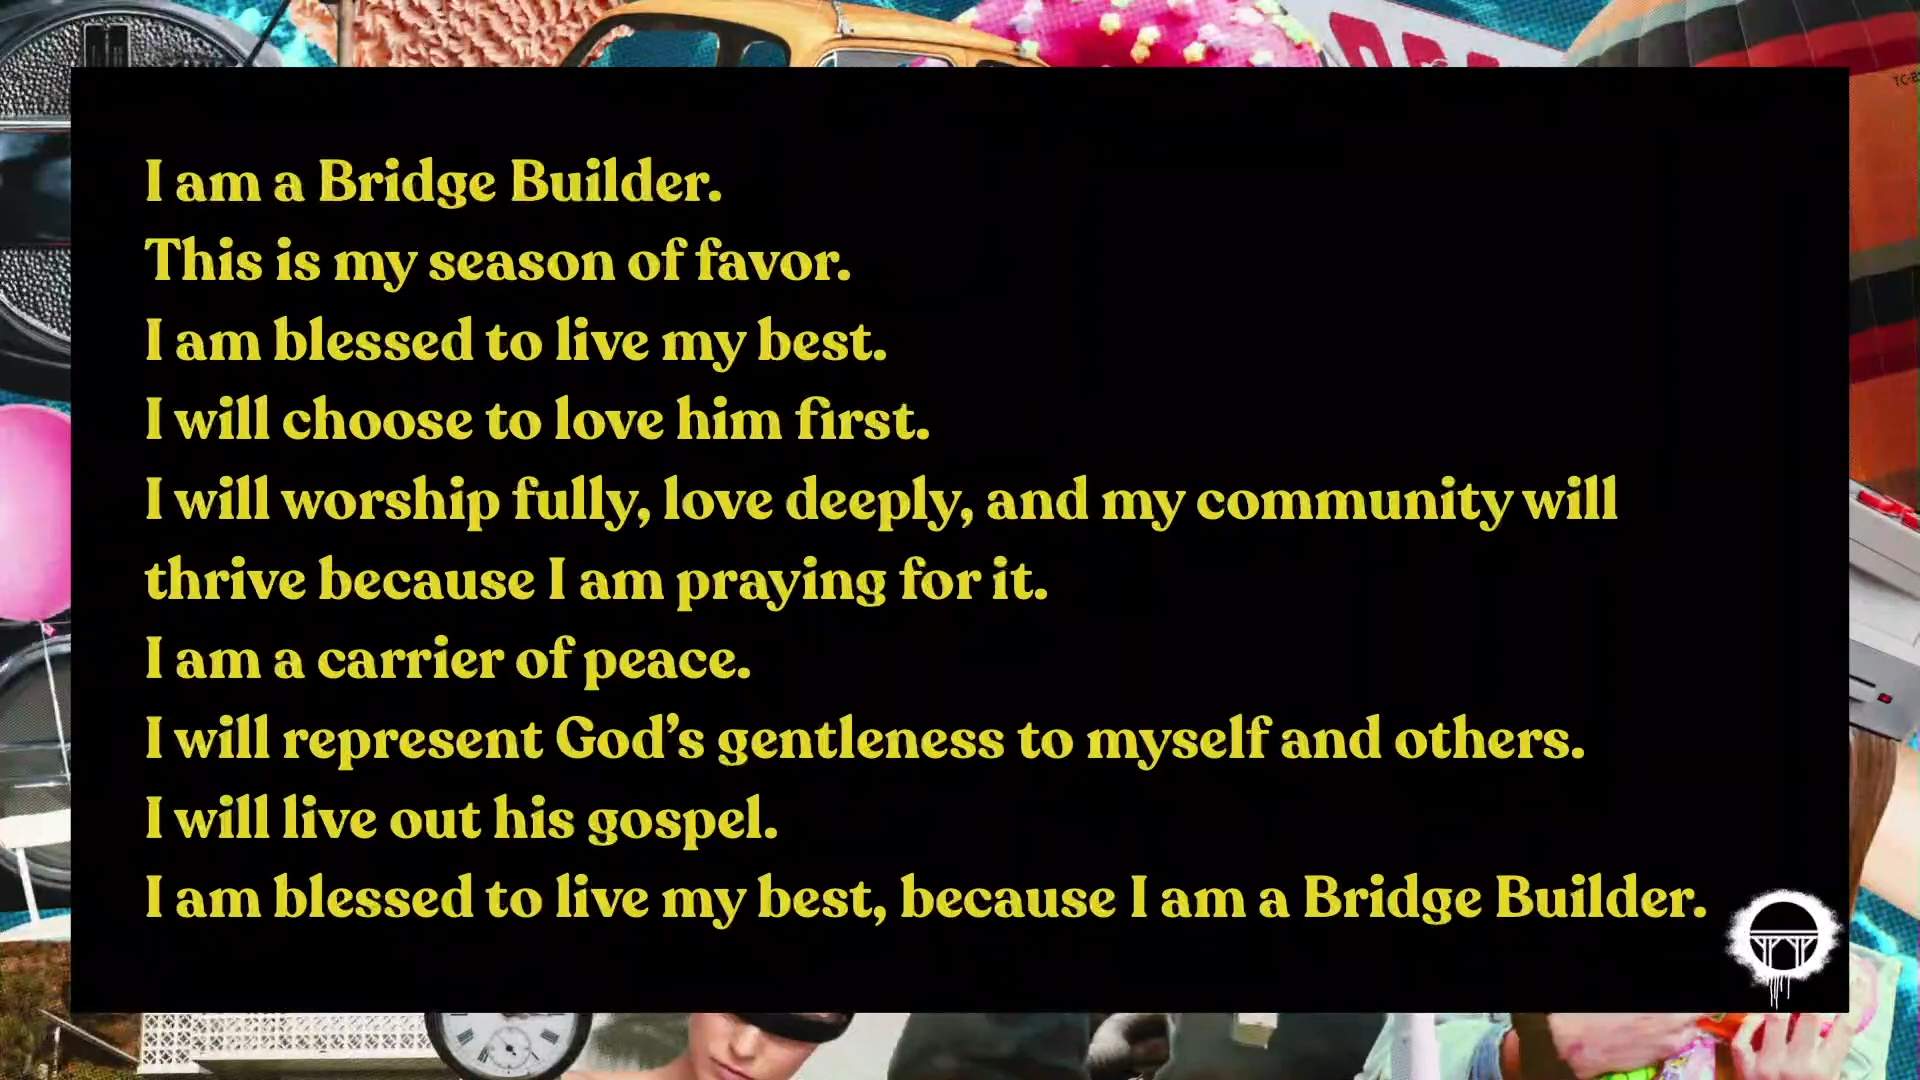 I am a Bridge Builder.
This is my season of favor.
I am blessed to live my best.
I will choose to love him first.
I will worship fully, love deeply, and my community will
thrive because I am praying for it.
I am a carrier of peace.
I will represent God’s gentleness to myself and others.
I will live out his gospel.
I am blessed to live my best, because I am a Bridge Builder.